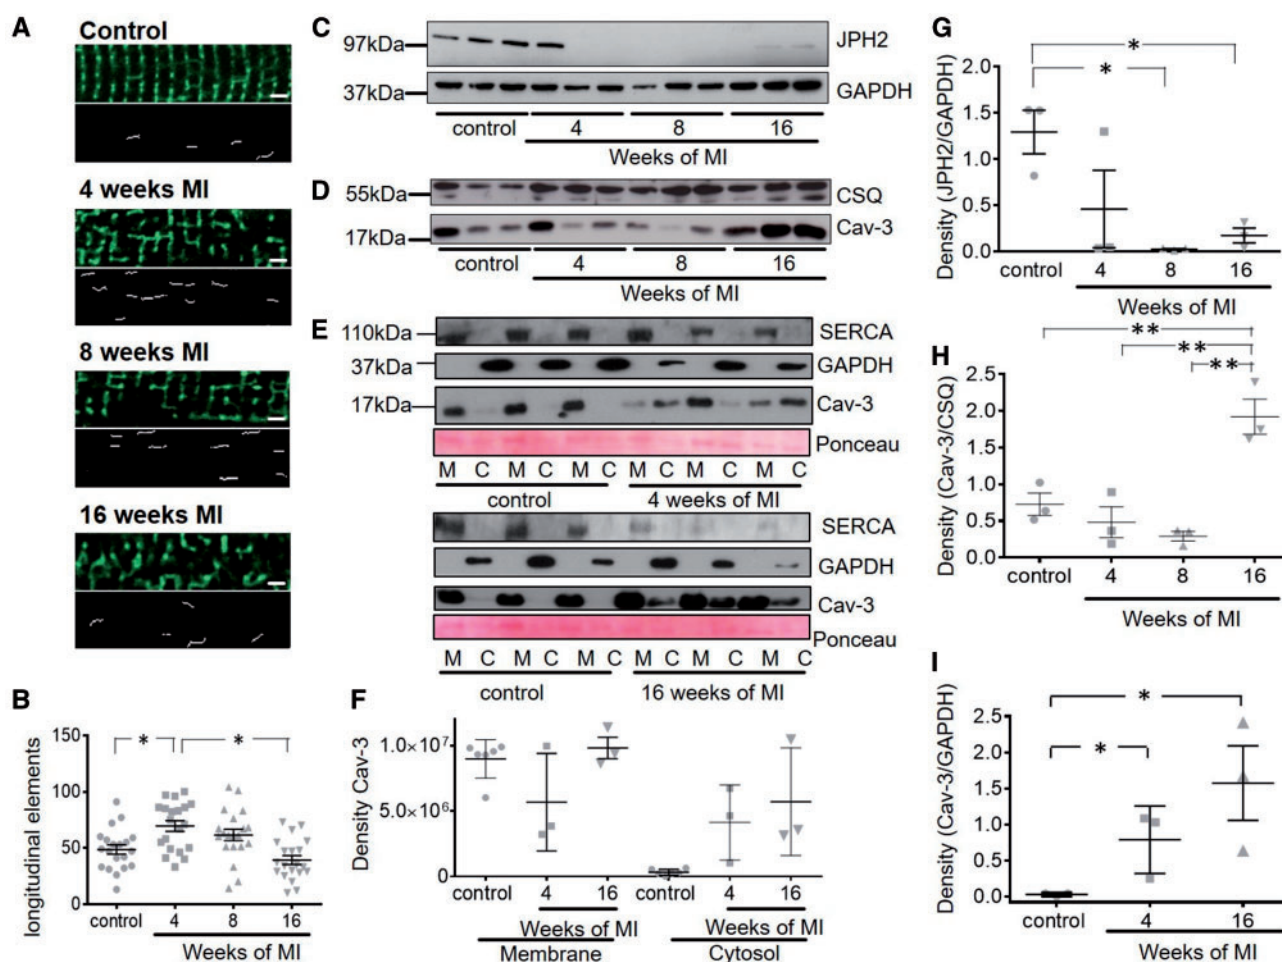 A
Control
4 weeks MI
8 weeks MI
16 weeks MI
B
longitudinal elements
150
100
50
0
*
*
control 4 8 16
Weeks of MI
C
97kDa
JPH2
37kDa
GAPDH
control 4 8 16
Weeks of MI
D
55kDa
CSQ
17kDa
Cav-3
control 4 8 16
Weeks of MI
E
110kDa
SERCA
37kDa
GAPDH
17kDa
Cav-3
Ponceau
M C M C M C M C M C M C
control 4 weeks of MI
SERCA
GAPDH
Cav-3
Ponceau
M C M C M C M C M C M C
control 16 weeks of MI
F
Density Cav-3
1.0×10⁷
5.0×10⁶
0
control 4 16 control 4 16
Weeks of MI Weeks of MI
Membrane Cytosol
G
Density (JPH2/GAPDH)
2.0
1.5
1.0
0.5
0.0
*
*
control 4 8 16
Weeks of MI
H
Density (Cav-3/CSQ)
2.5
2.0
1.5
1.0
0.5
0.0
**
**
**
control 4 8 16
Weeks of MI
I
Density (Cav-3/GAPDH)
2.5
2.0
1.5
1.0
0.5
0.0
*
*
control 4 16
Weeks of MI